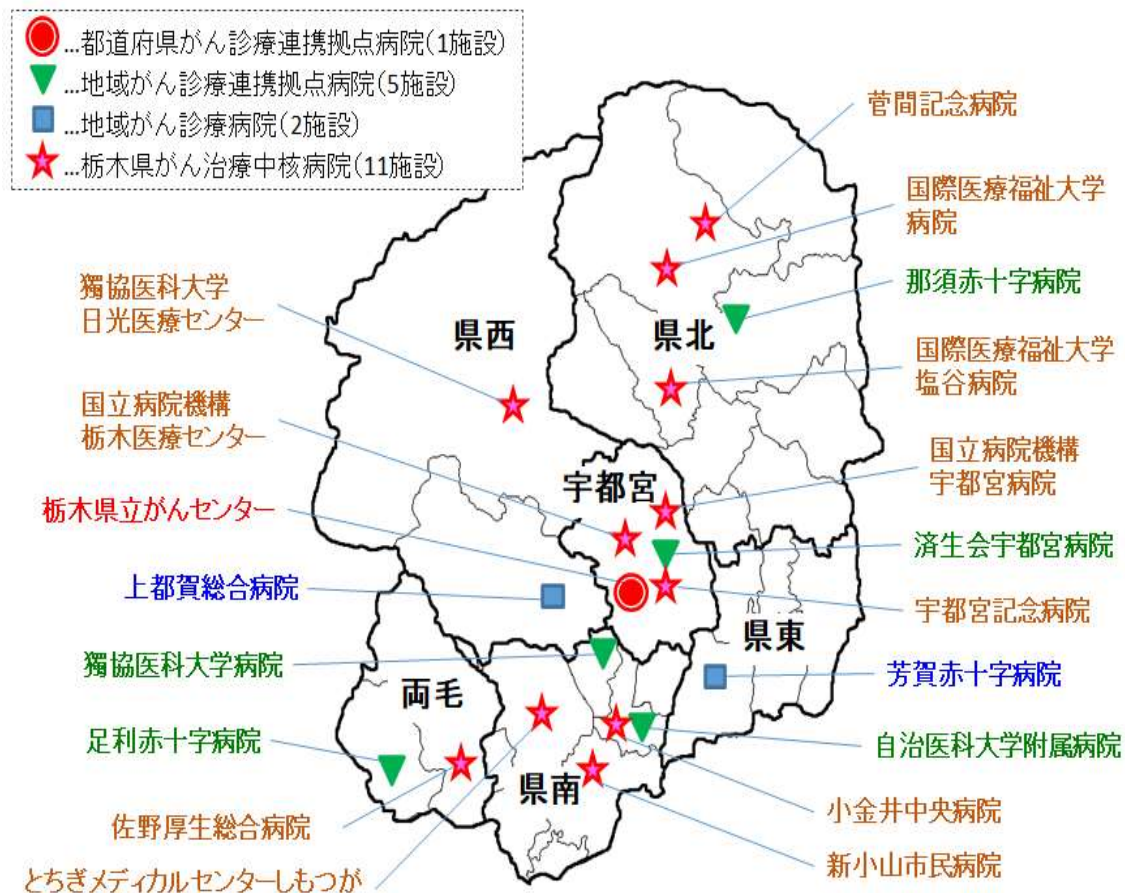 …都道府県がん診療連携拠点病院(1施設)
…地域がん診療連携拠点病院(5施設)
…地域がん診療病院(2施設)
…栃木県がん治療中核病院(11施設)
菅間記念病院
国際医療福祉大学
病院
獨協医科大学
日光医療センター
那須赤十字病院
県西
県北
国際医療福祉大学
塩谷病院
国立病院機構
栃木医療センター
国立病院機構
宇都宮病院
宇都宮
栃木県立がんセンター
済生会宇都宮病院
上都賀総合病院
宇都宮記念病院
県東
獨協医科大学病院
芳賀赤十字病院
両毛
足利赤十字病院
自治医科大学附属病院
県南
小金井中央病院
佐野厚生総合病院
新小山市民病院
とちぎメディカルセンターしもつが